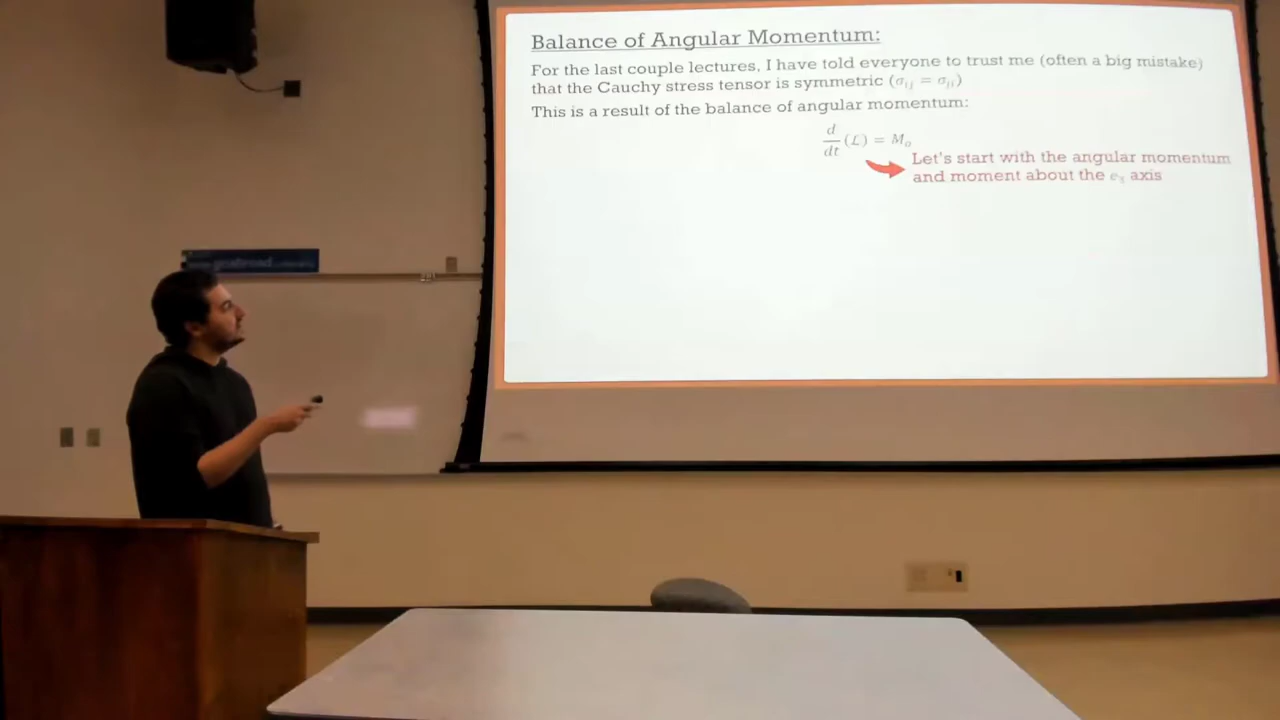 Balance of Angular Momentum:
For the last couple lectures, I have told everyone to trust me (often a big mistake)
that the Cauchy stress tensor is symmetric (σij = σji)
This is a result of the balance of angular momentum:
d/dt (L) = Mo
Let's start with the angular momentum
and moment about the e₃ axis